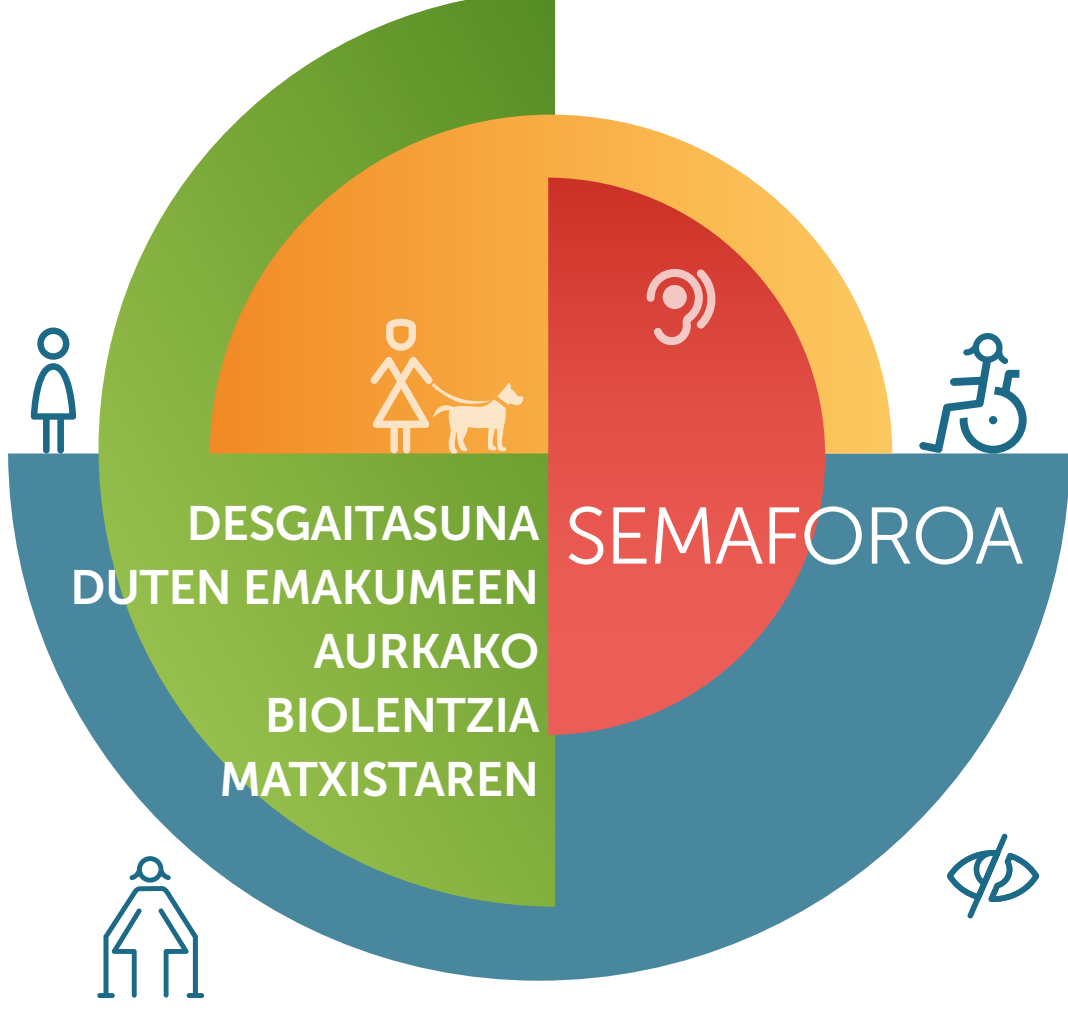 DESGAITASUNA
DUTEN EMAKUMEEN
AURKAKO
BIOLENTZIA
MATXISTAREN
SEMAFOROA